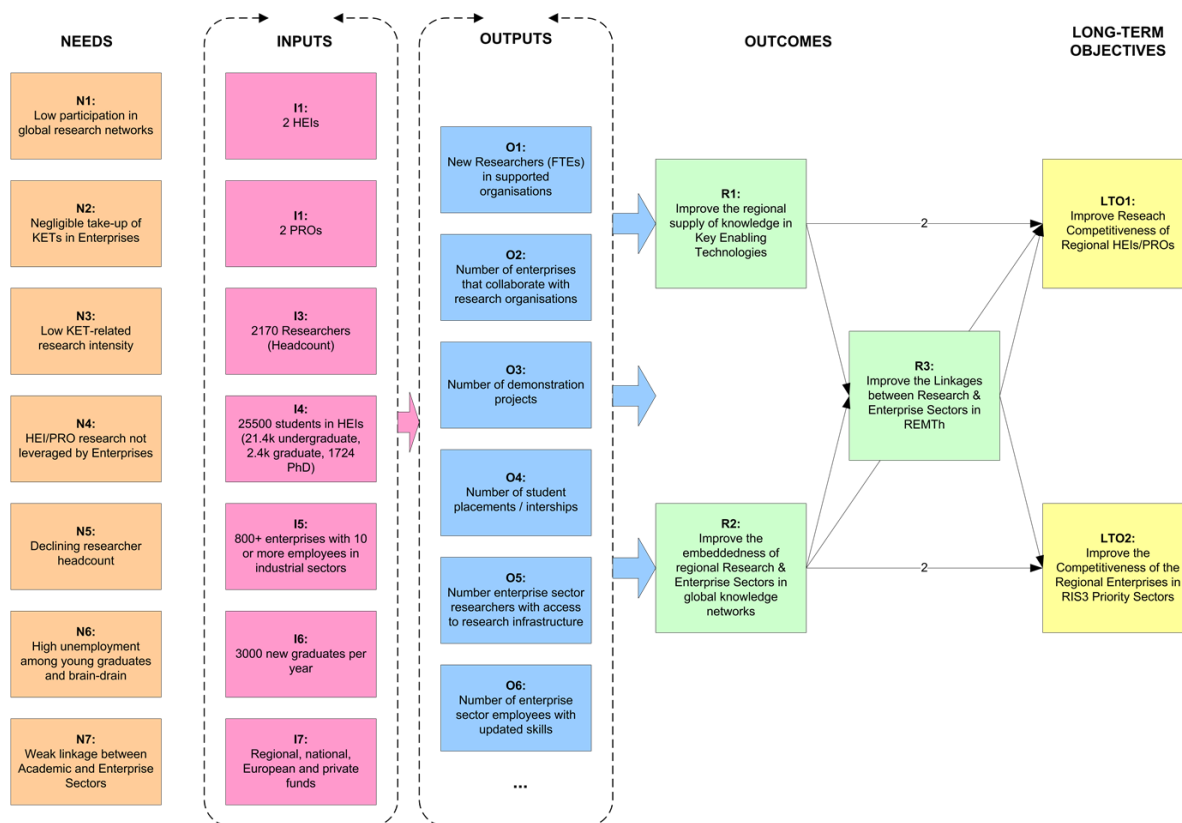 NEEDS
INPUTS
OUTPUTS
OUTCOMES
LONG-TERM
OBJECTIVES
N1:
Low participation in
global research networks
N2:
Negligible take-up of
KETs in Enterprises
N3:
Low KET-related
research intensity
N4:
HEI/PRO research not
leveraged by Enterprises
N5:
Declining researcher
headcount
N6:
High unemployment
among young graduates
and brain-drain
N7:
Weak linkage between
Academic and Enterprise
Sectors
I1:
2 HEIs
I1:
2 PROs
I3:
2170 Researchers
(Headcount)
I4:
25500 students in HEIs
(21.4k undergraduate,
2.4k graduate, 1724
PhD)
I5:
800+ enterprises with 10
or more employees in
industrial sectors
I6:
3000 new graduates per
year
I7:
Regional, national,
European and private
funds
O1:
New Researchers (FTEs)
in supported
organisations
O2:
Number of enterprises
that collaborate with
research organisations
O3:
Number of demonstration
projects
O4:
Number of student
placements / interships
O5:
Number enterprise sector
researchers with access
to research infrastructure
O6:
Number of enterprise
sector employees with
updated skills
...
R1:
Improve the regional
supply of knowledge in
Key Enabling
Technologies
R2:
Improve the
embeddedness of
regional Research &
Enterprise Sectors in
global knowledge
networks
2
R3:
Improve the Linkages
between Research &
Enterprise Sectors in
REMTh
2
LTO1:
Improve Reseach
Competitiveness of
Regional HEIs/PROs
LTO2:
Improve the
Competitiveness of the
Regional Enterprises in
RIS3 Priority Sectors